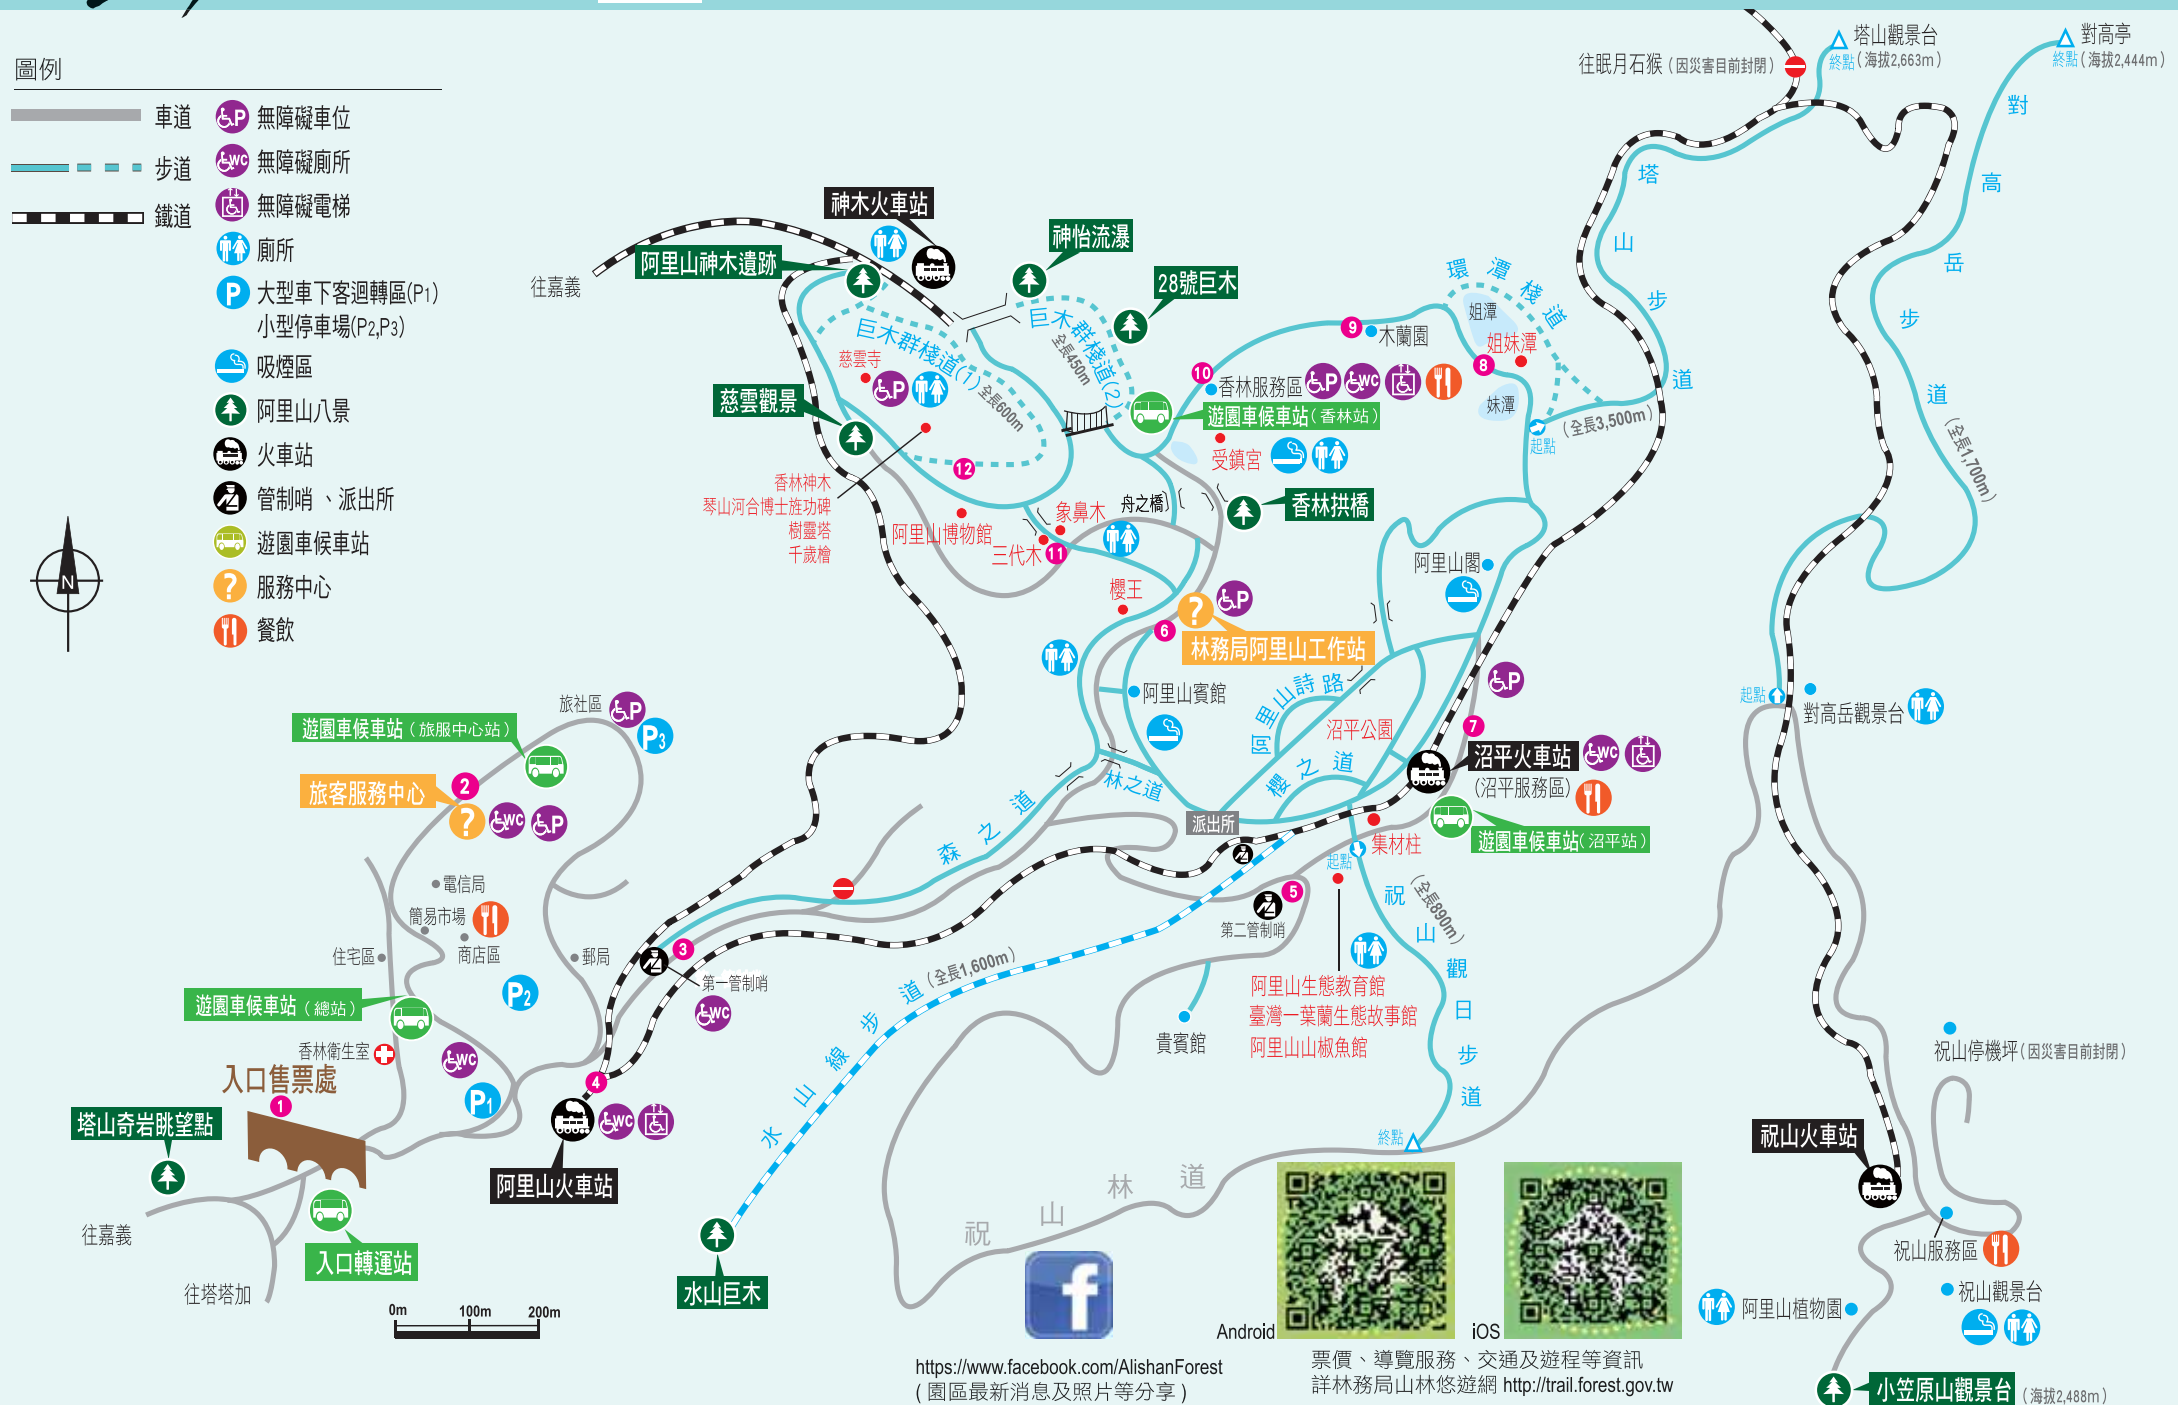 圖例
車道
步道
鐵道
無障礙車位
無障礙廁所
無障礙電梯
廁所
大型車下客迴轉區(P1)
小型停車場(P2,P3)
吸煙區
阿里山八景
火車站
管制哨、派出所
遊園車候車站
服務中心
餐飲
N
往嘉義
神木火車站
阿里山神木遺跡
神怡流瀑
28號巨木
巨木群棧道(1)
全長600m
巨木群棧道(2)
全長450m
慈雲寺
慈雲觀景
香林神木
琴山河合博士旌功碑
樹靈塔
千歲檜
12
阿里山博物館
象鼻木
三代木
11
舟之橋
9
木蘭園
10
香林服務區
遊園車候車站(香林站)
受鎮宮
香林拱橋
環潭棧道
姐潭
姐妹潭
8
妹潭
起點
(全長3,500m)
塔山步道
往眠月石猴(因災害目前封閉)
塔山觀景台
終點(海拔2,663m)
對高亭
終點(海拔2,444m)
對高岳步道
(全長1,700m)
起點
對高岳觀景台
阿里山閣
櫻王
6
林務局阿里山工作站
阿里山賓館
阿里山詩路
沼平公園
櫻之道
林之道
森之道
派出所
7
沼平火車站
(沼平服務區)
遊園車候車站(沼平站)
集材柱
起點
祝山觀日步道
(全長890m)
終點
5
第二管制哨
阿里山生態教育館
臺灣一葉蘭生態故事館
阿里山山椒魚館
貴賓館
旅社區
P3
遊園車候車站(旅服中心站)
旅客服務中心
2
電信局
簡易市場
商店區
住宅區
郵局
P2
3
第一管制哨
遊園車候車站(總站)
香林衛生室
入口售票處
1
P1
4
阿里山火車站
塔山奇岩眺望點
往嘉義
往塔塔加
入口轉運站
0m 100m 200m
水山線步道
(全長1,600m)
水山巨木
祝山林道
祝山停機坪(因災害目前封閉)
祝山火車站
祝山服務區
祝山觀景台
阿里山植物園
小笠原山觀景台(海拔2,488m)
f
Android
iOS
https://www.facebook.com/AlishanForest
(園區最新消息及照片等分享)
票價、導覽服務、交通及遊程等資訊
詳林務局山林悠遊網 http://trail.forest.gov.tw